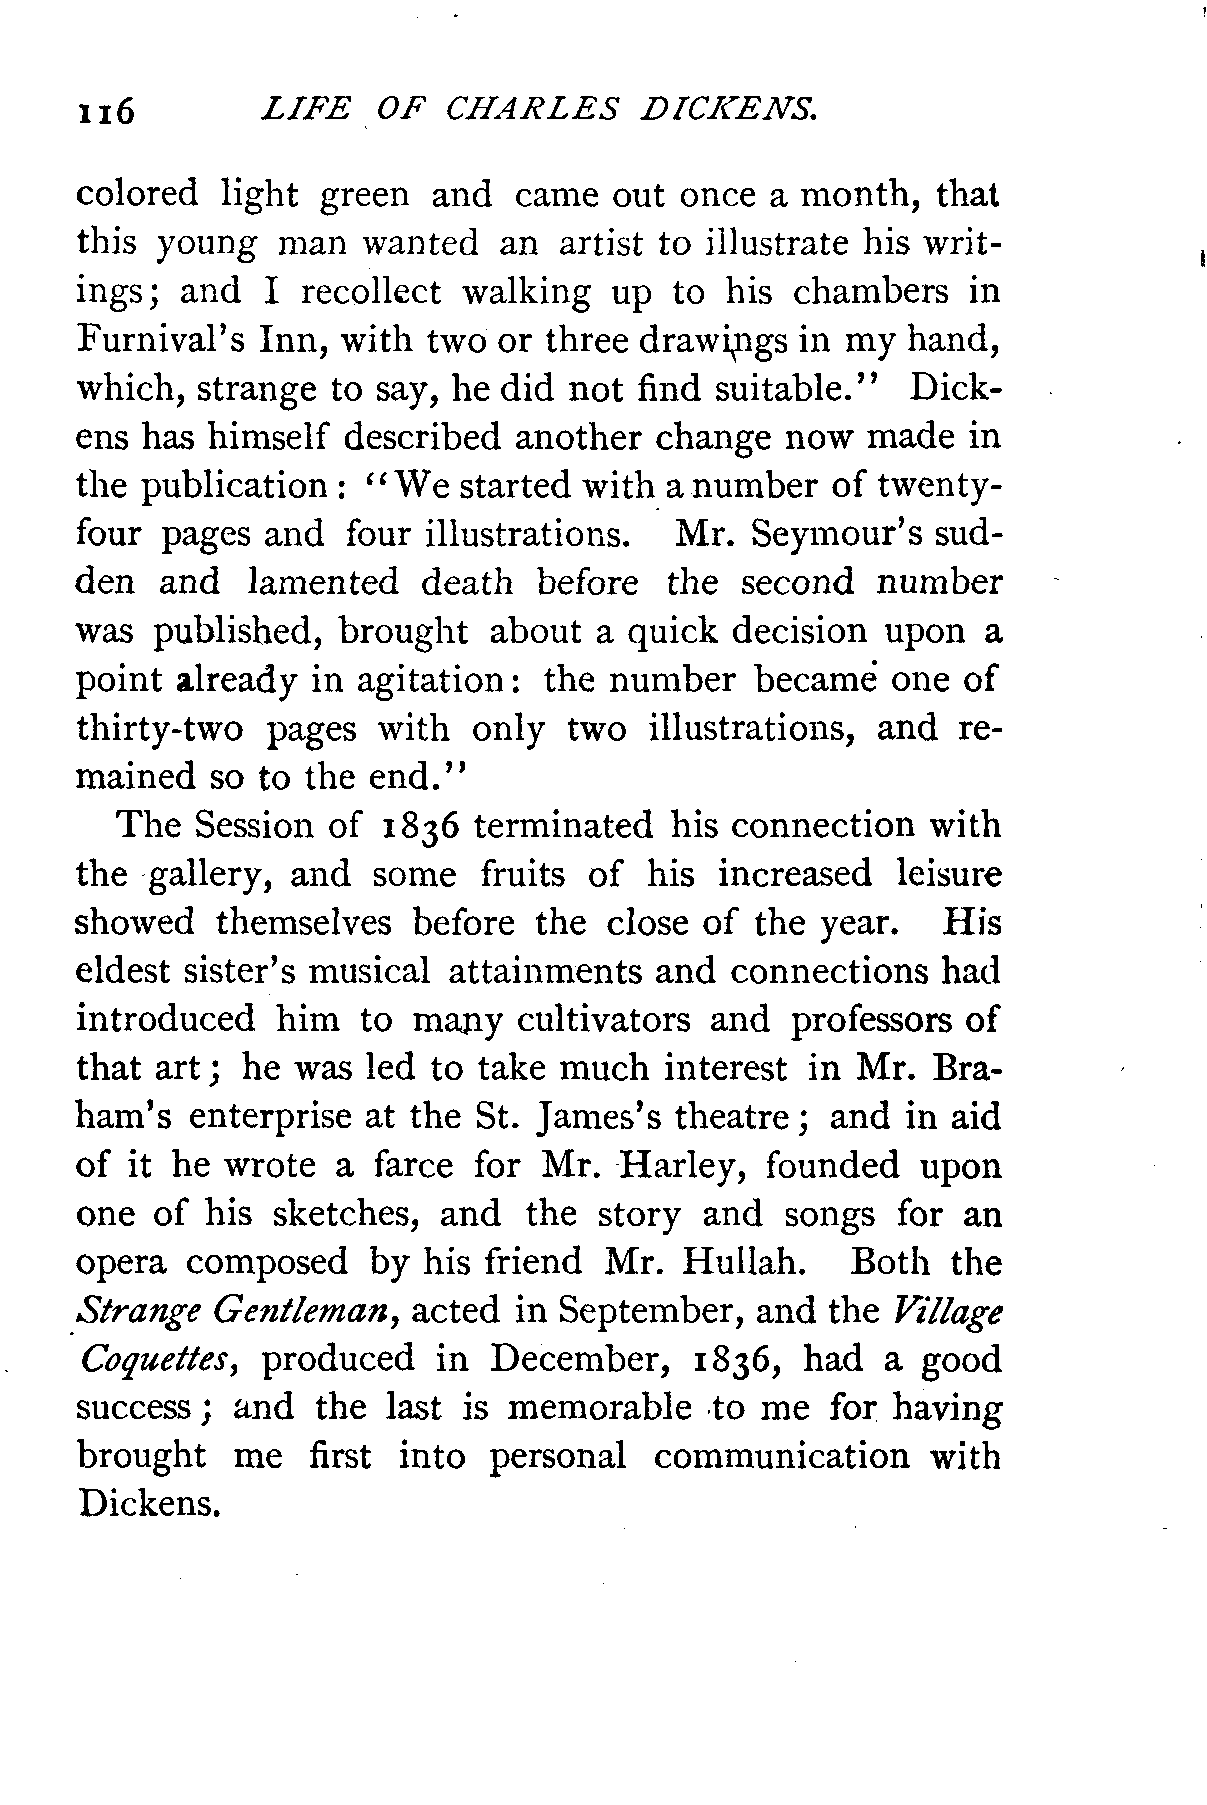 116 LIFE OF CHARLES DICKENS.
colored light green and came out once a month, that
this young man wanted an artist to illustrate his writ-
ings; and I recollect walking up to his chambers in
Furnival's Inn, with two or three drawings in my hand,
which, strange to say, he did not find suitable." Dick-
ens has himself described another change now made in
the publication: "We started with a number of twenty-
four pages and four illustrations. Mr. Seymour's sud-
den and lamented death before the second number
was published, brought about a quick decision upon a
point already in agitation: the number became one of
thirty-two pages with only two illustrations, and re-
mained so to the end."
The Session of 1836 terminated his connection with
the gallery, and some fruits of his increased leisure
showed themselves before the close of the year. His
eldest sister's musical attainments and connections had
introduced him to many cultivators and professors of
that art; he was led to take much interest in Mr. Bra-
ham's enterprise at the St. James's theatre; and in aid
of it he wrote a farce for Mr. Harley, founded upon
one of his sketches, and the story and songs for an
opera composed by his friend Mr. Hullah. Both the
Strange Gentleman, acted in September, and the Village
Coquettes, produced in December, 1836, had a good
success; and the last is memorable to me for having
brought me first into personal communication with
Dickens.